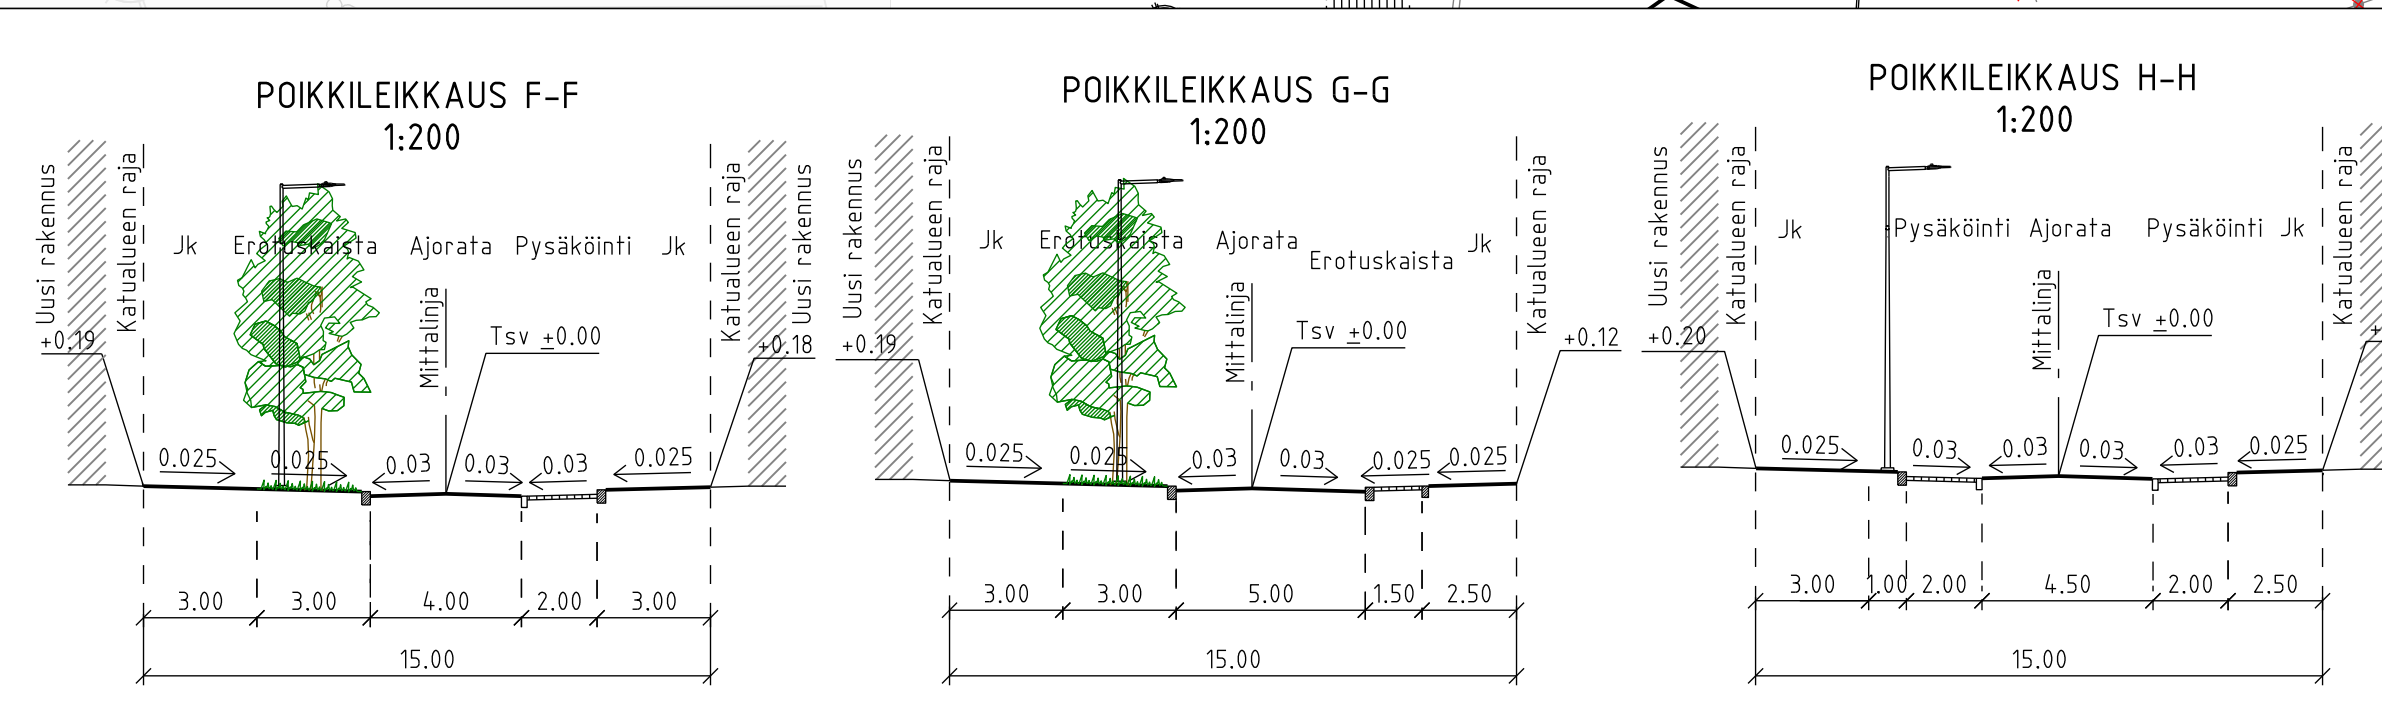 POIKKILEIKKAUS F-F
1:200
Uusi rakennus
Katualueen raja
Jk
Erotuskaista
Ajorata
Pysäköinti
Jk
Katualueen raja
Uusi rakennus
Mittalinja
Tsv ±0.00
+0.19
+0.18
0.025
0.025
0.03
0.03
0.03
0.025
3.00
3.00
4.00
2.00
3.00
15.00
POIKKILEIKKAUS G-G
1:200
Uusi rakennus
Katualueen raja
Jk
Erotuskaista
Ajorata
Erotuskaista
Jk
Katualueen raja
Mittalinja
Tsv ±0.00
+0.19
+0.12
0.025
0.025
0.03
0.03
0.025
0.025
3.00
3.00
5.00
1.50
2.50
15.00
POIKKILEIKKAUS H-H
1:200
Uusi rakennus
Katualueen raja
Jk
Pysäköinti
Ajorata
Pysäköinti
Jk
Katualueen raja
Mittalinja
Tsv ±0.00
+0.20
+
0.025
0.03
0.03
0.03
0.03
0.025
3.00
1.00
2.00
4.50
2.00
2.50
15.00